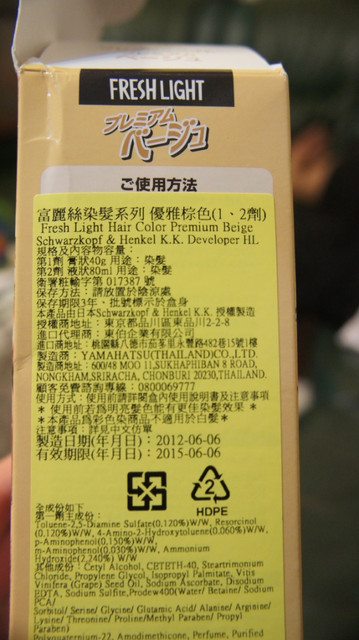 FRESHLIGHT
プレミアム
ベージュ
ご使用方法
富麗絲染髮系列 優雅棕色(1、2劑)
Fresh Light Hair Color Premium Beige
Schwarzkopf & Henkel K.K. Developer HL
規格及內容物容量：
第1劑 膏狀40g 用途：染髮
第2劑 液狀80ml 用途：染髮
衛署粧輸字第 017387 號
保存方法：請放置於陰涼處
保存期限3年、批號標示於盒身
本產品由日本Schwarzkopf & Henkel K.K. 授權製造
授權商地址：東京都品川區東品川2-2-8
進口代理商：東伯企業有限公司
進口商地址：桃園縣八德市茄苳里永豐路482巷15號1樓
製造商：YAMAHATSU(THAILAND)CO.,LTD.
製造商地址：600/48 MOO 11,SUKHAPHIBAN 8 ROAD,
NONGKHAM,SRIRACHA, CHONBURI 20230,THAILAND.
顧客免費諮詢專線：0800069777
使用方式：使用前請詳閱盒內使用說明書及注意事項
＊使用前若為明亮髮色能有更佳染髮效果＊
＊本產品為彩色染商品不適用於白髮＊
注意事項：詳見中文仿單
製造日期(年月日)：2012-06-06
有效期限(年月日)：2015-06-06
2
HDPE
全成份如下
第一劑主成份：
Toluene-2,5-Diamine Sulfate(0.120%)W/W, Resorcinol
(0.120%)W/W, 4-Amino-2-Hydroxytoluene(0.060%)W/W,
p-Aminophenol(0.150%)W/W,
m-Aminophenol(0.030%)W/W, Ammonium
Hydroxide(2.240%) W/W
其他成份：Cetyl Alcohol, CETETH-40, Steartrimonium
Chloride, Propylene Glycol, Isopropyl Palmitate, Vitis
Vinifera (Grape) Seed Oil, Sodium Ascorbate, Disodium
EDTA, Sodium Sulfite,Prodew400(Water/ Betaine/ Sodium
PCA/
Sorbitol/ Serine/ Glycine/ Glutamic Acid/ Alanine/ Arginine/
Lysine/ Threonine/ Proline/Methyl Paraben/ Propyl
Paraben)
Polyquaternium-22, Amodimethicone, Perfume, Purified